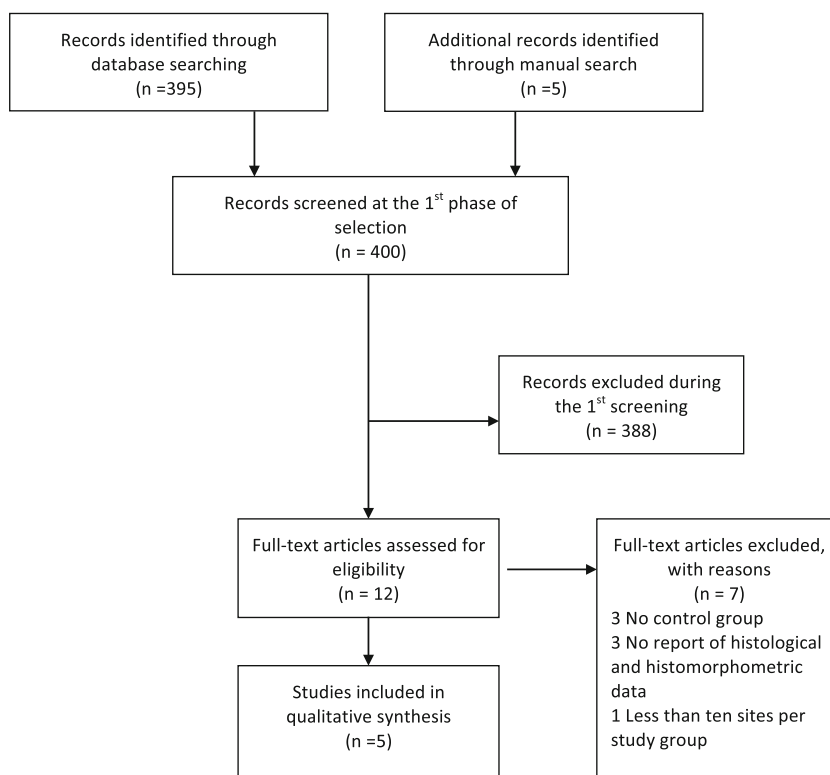 Records identified through
database searching
(n =395)
Additional records identified
through manual search
(n =5)
Records screened at the 1st phase of
selection
(n = 400)
Records excluded during
the 1st screening
(n = 388)
Full-text articles assessed for
eligibility
(n = 12)
Full-text articles excluded,
with reasons
(n = 7)
3 No control group
3 No report of histological
and histomorphometric
data
1 Less than ten sites per
study group
Studies included in
qualitative synthesis
(n =5)